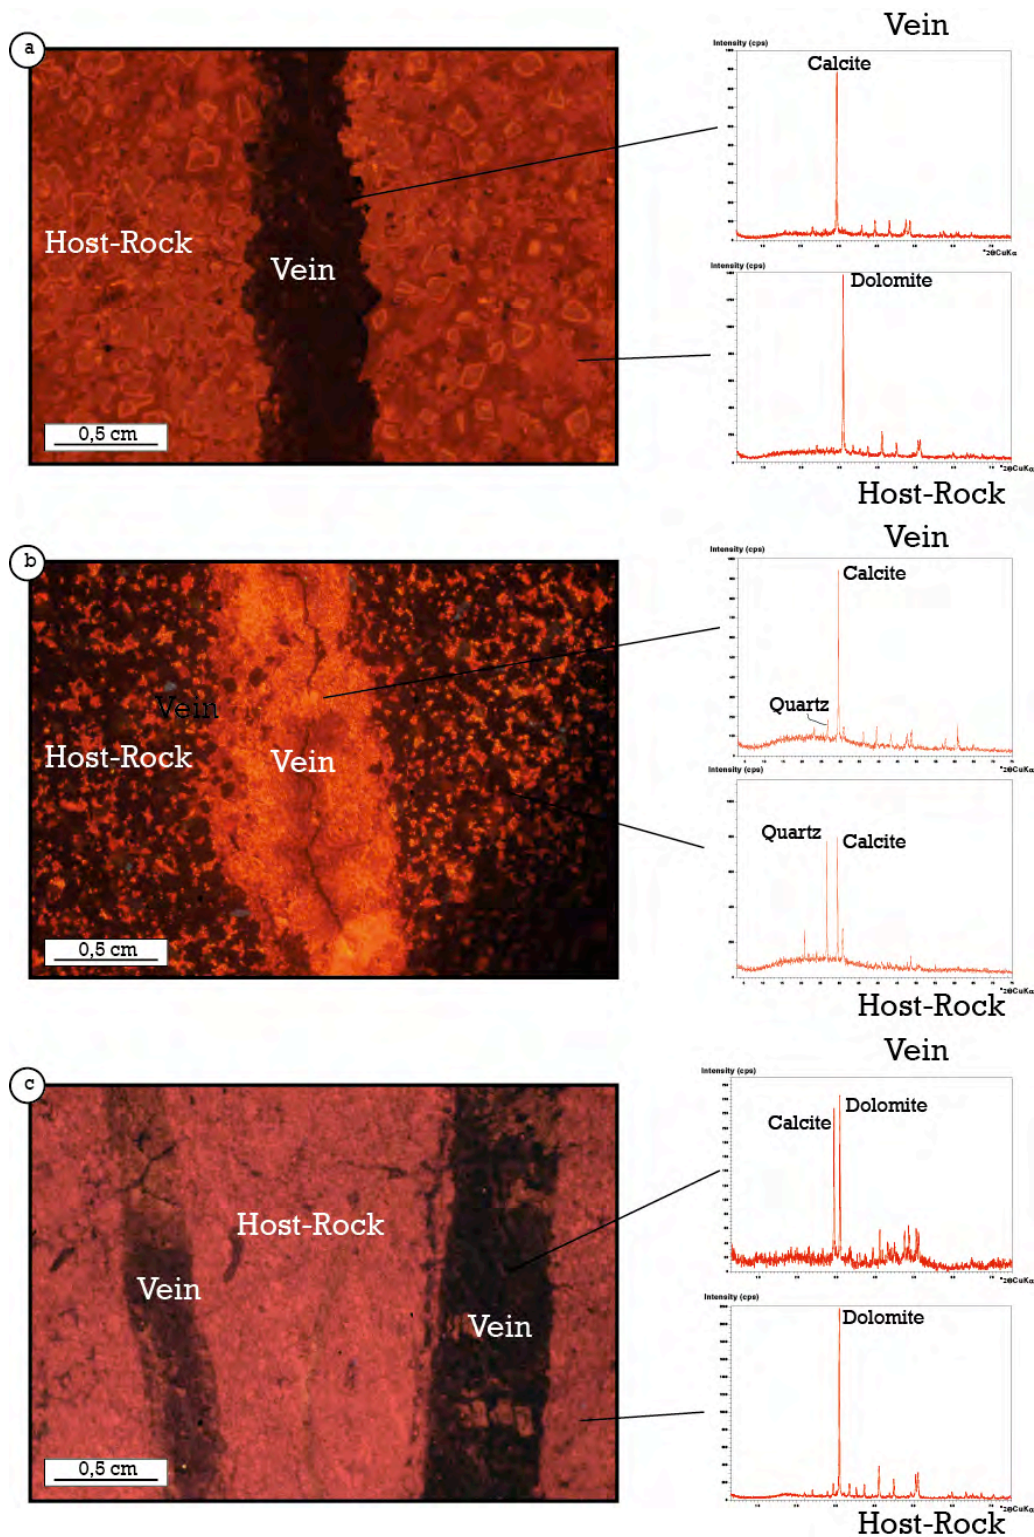 a
Vein
Intensity (cps)
Calcite
Host-Rock
Vein
°2ΘCuKα
Intensity (cps)
Dolomite
0,5 cm
°2ΘCuKα
Host-Rock
b
Vein
Intensity (cps)
Calcite
Quartz
Vein
Host-Rock
Vein
°2ΘCuKα
Intensity (cps)
Quartz
Calcite
0,5 cm
°2ΘCuKα
Host-Rock
c
Vein
Intensity (cps)
Dolomite
Calcite
Host-Rock
Vein
Vein
°2ΘCuKα
Intensity (cps)
Dolomite
0,5 cm
°2ΘCuKα
Host-Rock